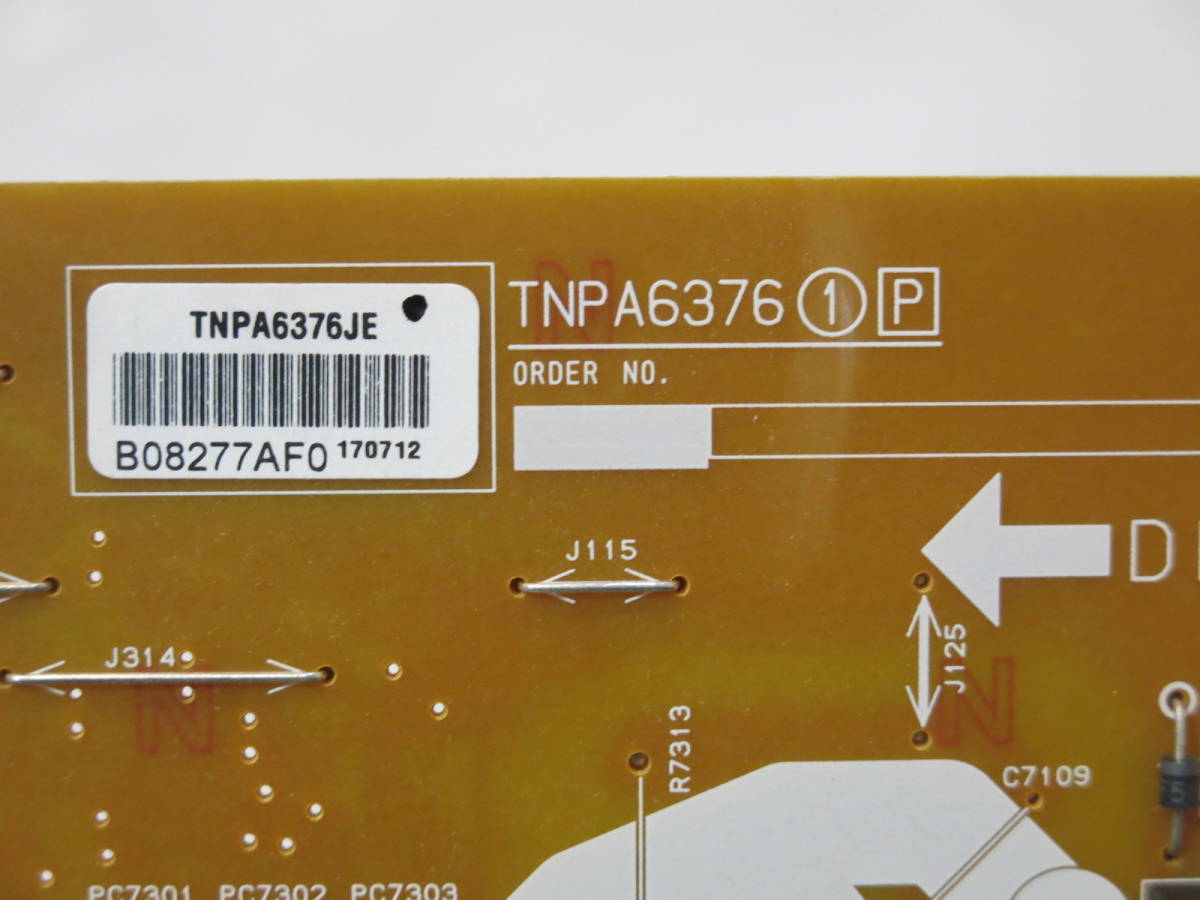 TNPA6376JE
B08277AF0 170712
TNPA6376 1 P
ORDER NO.
D
J115
J125
J314
R7313
C7109
PC7301 PC7302 PC7303
N
N
N